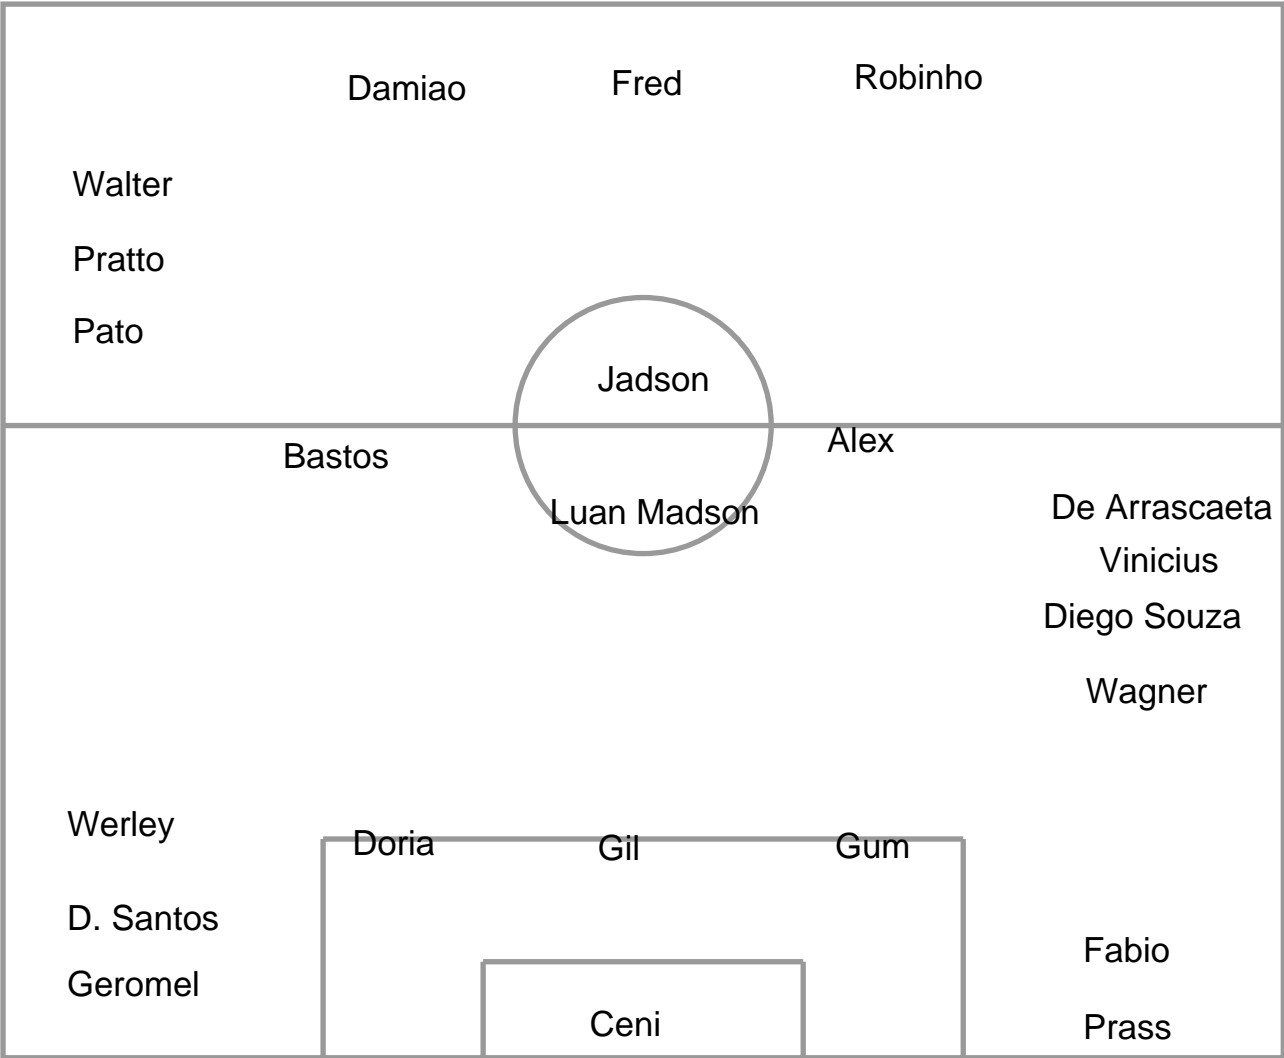 Damiao
Fred
Robinho
Walter
Pratto
Pato
Jadson
Bastos
Alex
Luan Madson
De Arrascaeta
Vinicius
Diego Souza
Wagner
Werley
Doria
Gil
Gum
D. Santos
Fabio
Geromel
Ceni
Prass